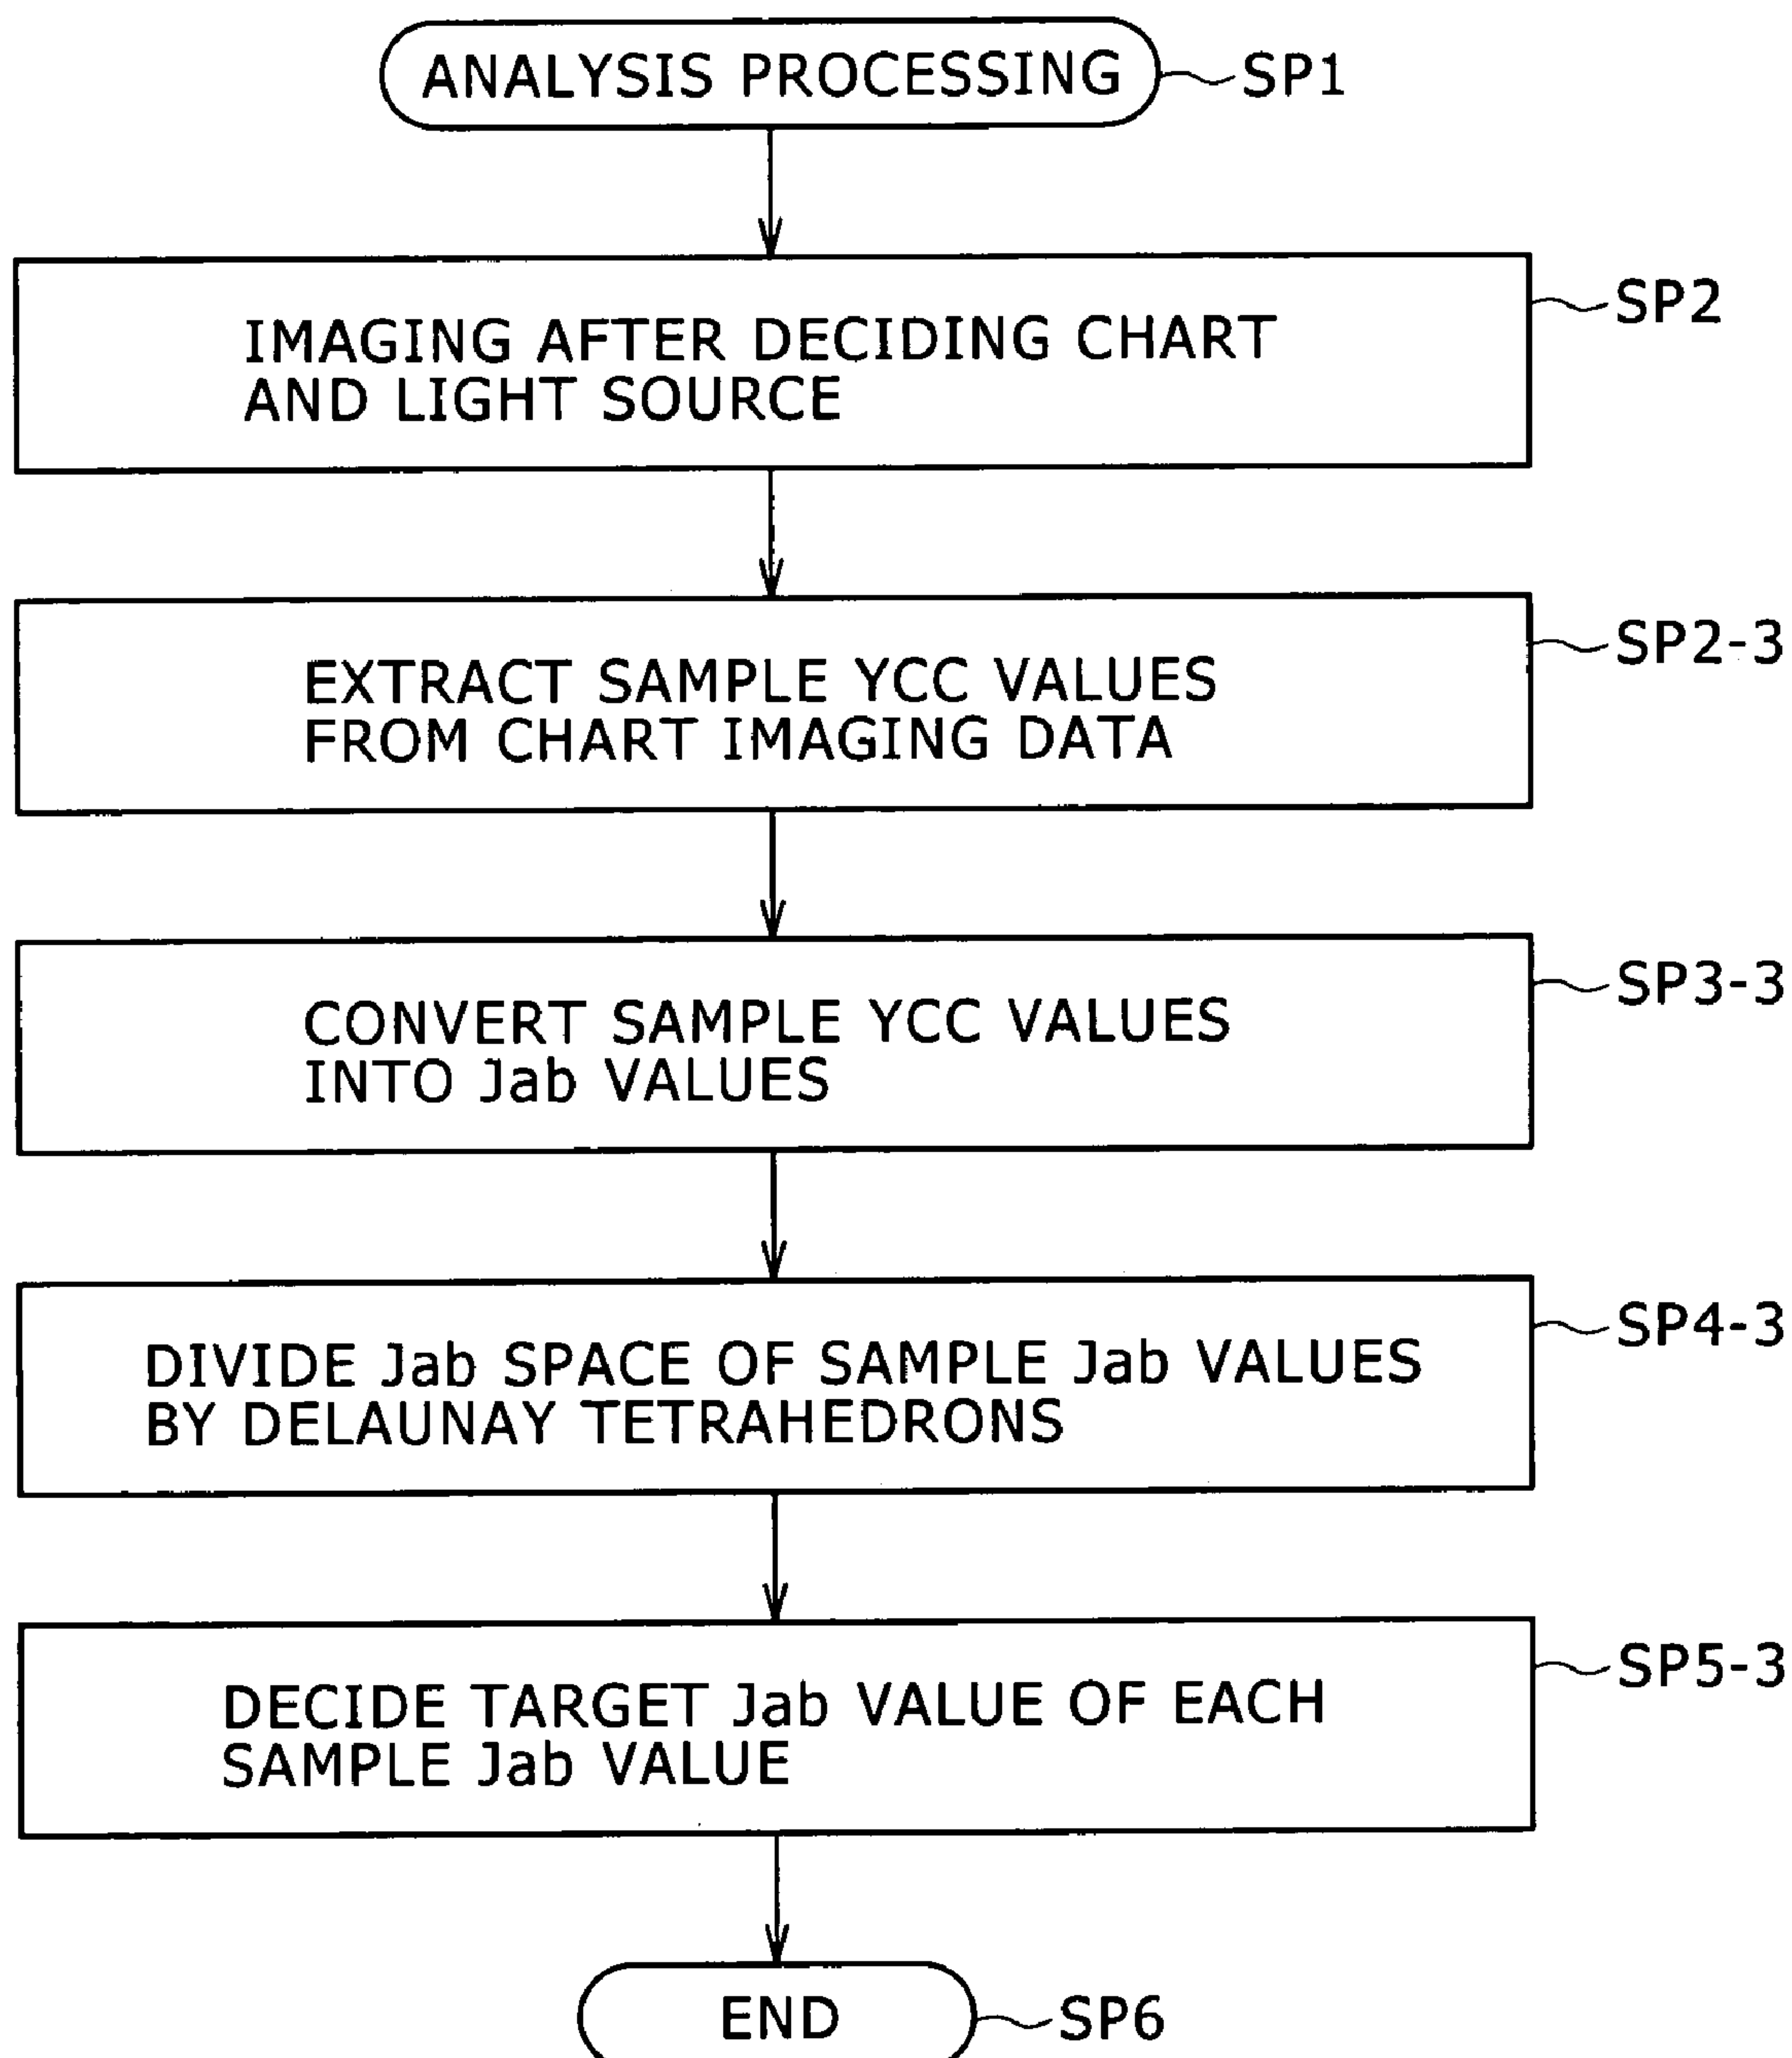 ANALYSIS PROCESSING SP1
IMAGING AFTER DECIDING CHART
AND LIGHT SOURCE
SP2
EXTRACT SAMPLE YCC VALUES
FROM CHART IMAGING DATA
SP2-3
CONVERT SAMPLE YCC VALUES
INTO Jab VALUES
SP3-3
DIVIDE Jab SPACE OF SAMPLE Jab VALUES
BY DELAUNAY TETRAHEDRONS
SP4-3
DECIDE TARGET Jab VALUE OF EACH
SAMPLE Jab VALUE
SP5-3
END SP6